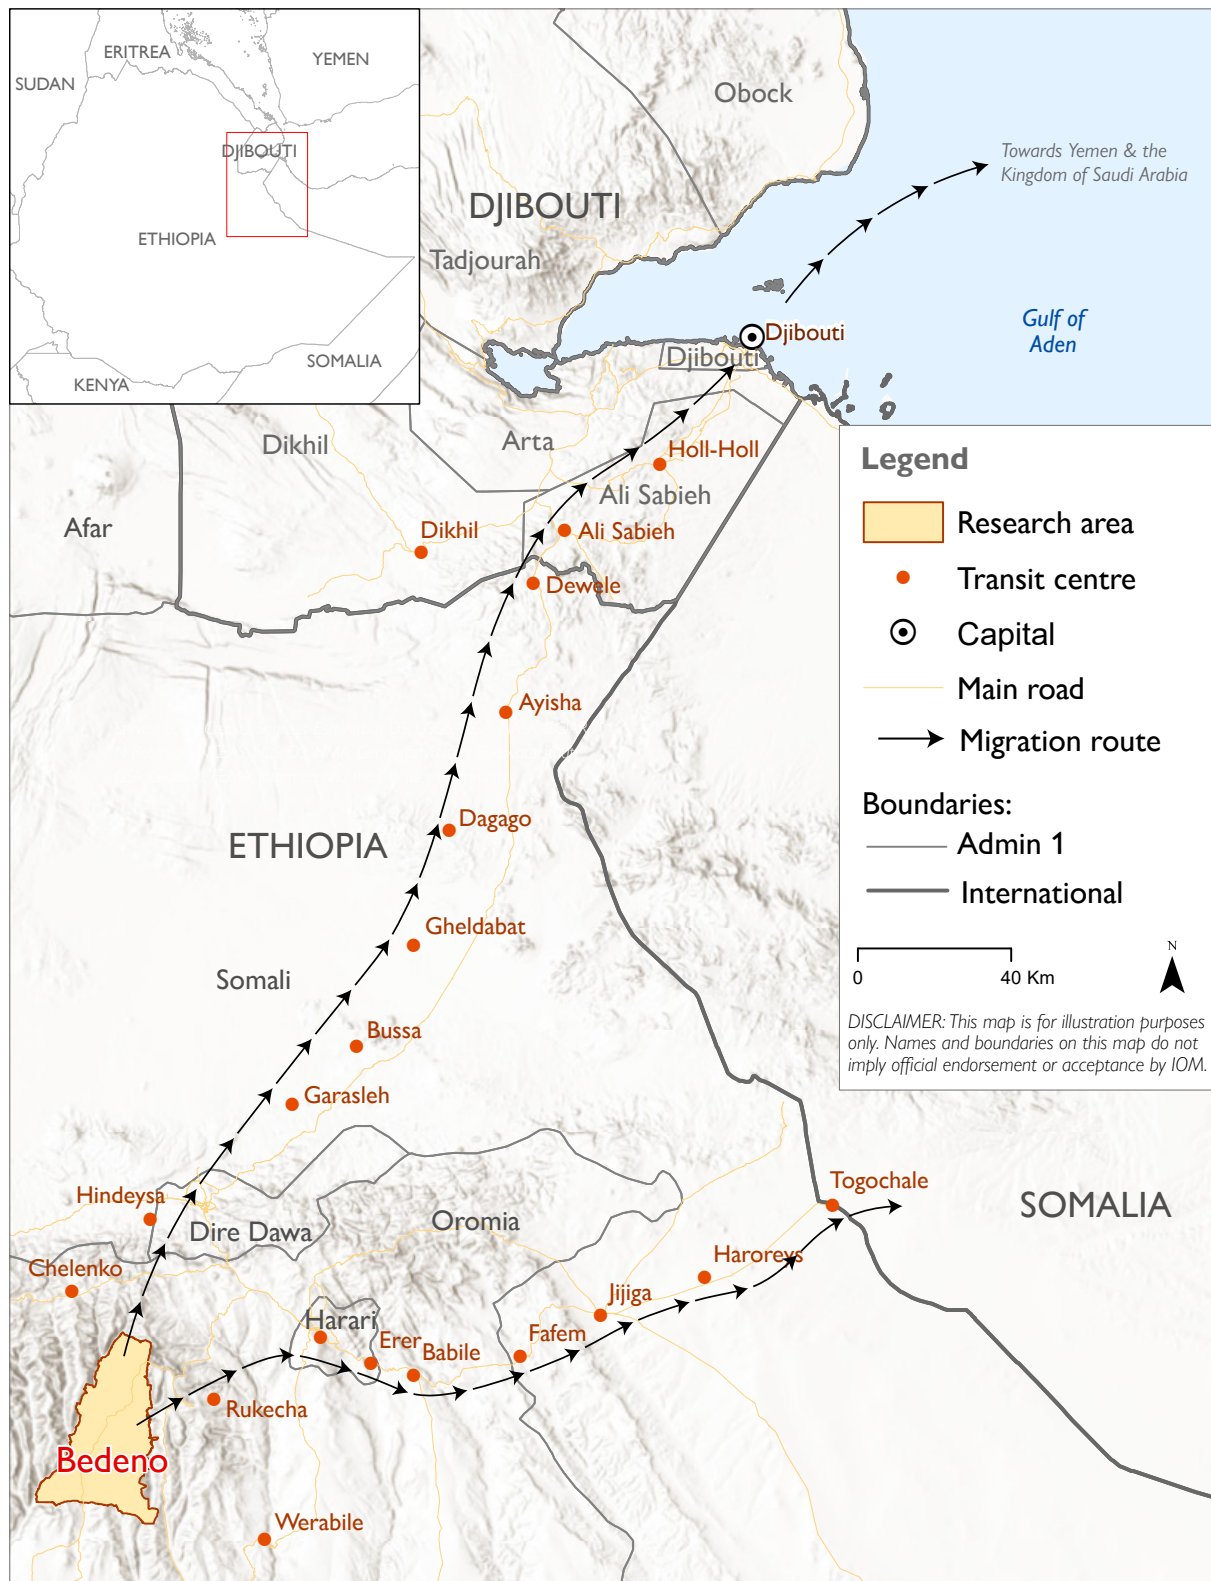 ERITREA
YEMEN
SUDAN
DJIBOUTI
ETHIOPIA
SOMALIA
KENYA
Obock
Towards Yemen & the
Kingdom of Saudi Arabia
DJIBOUTI
Tadjourah
Gulf of
Aden
Djibouti
Djibouti
Dikhil
Arta
Holl-Holl
Ali Sabieh
Afar
Dikhil
Ali Sabieh
Dewele
Ayisha
Dagago
ETHIOPIA
Gheldabat
Somali
Bussa
Garasleh
Hindeysa
Dire Dawa
Oromia
Togochale
SOMALIA
Chelenko
Haroreys
Jijiga
Harari
Erer
Babile
Fafem
Rukecha
Bedeno
Werabile
Legend
Research area
Transit centre
Capital
Main road
Migration route
Boundaries:
Admin 1
International
0
40 Km
N
DISCLAIMER: This map is for illustration purposes
only. Names and boundaries on this map do not
imply official endorsement or acceptance by IOM.